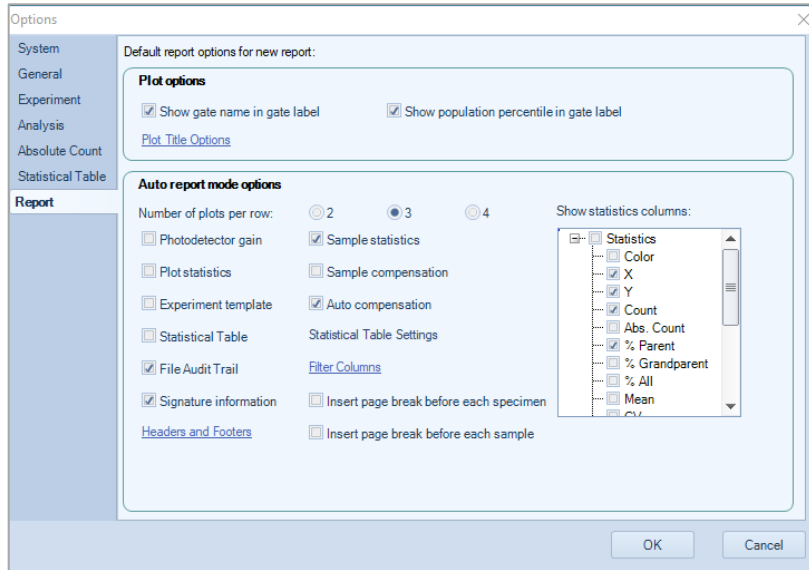 Options
System
General
Experiment
Analysis
Absolute Count
Statistical Table
Report
Default report options for new report:
Plot options
Show gate name in gate label
Show population percentile in gate label
Plot Title Options
Auto report mode options
Number of plots per row:
2
3
4
Photodetector gain
Sample statistics
Plot statistics
Sample compensation
Experiment template
Auto compensation
Statistical Table
Statistical Table Settings
File Audit Trail
Filter Columns
Signature information
Insert page break before each specimen
Headers and Footers
Insert page break before each sample
Show statistics columns:
Statistics
Color
X
Y
Count
Abs. Count
% Parent
% Grandparent
% All
Mean
OK
Cancel